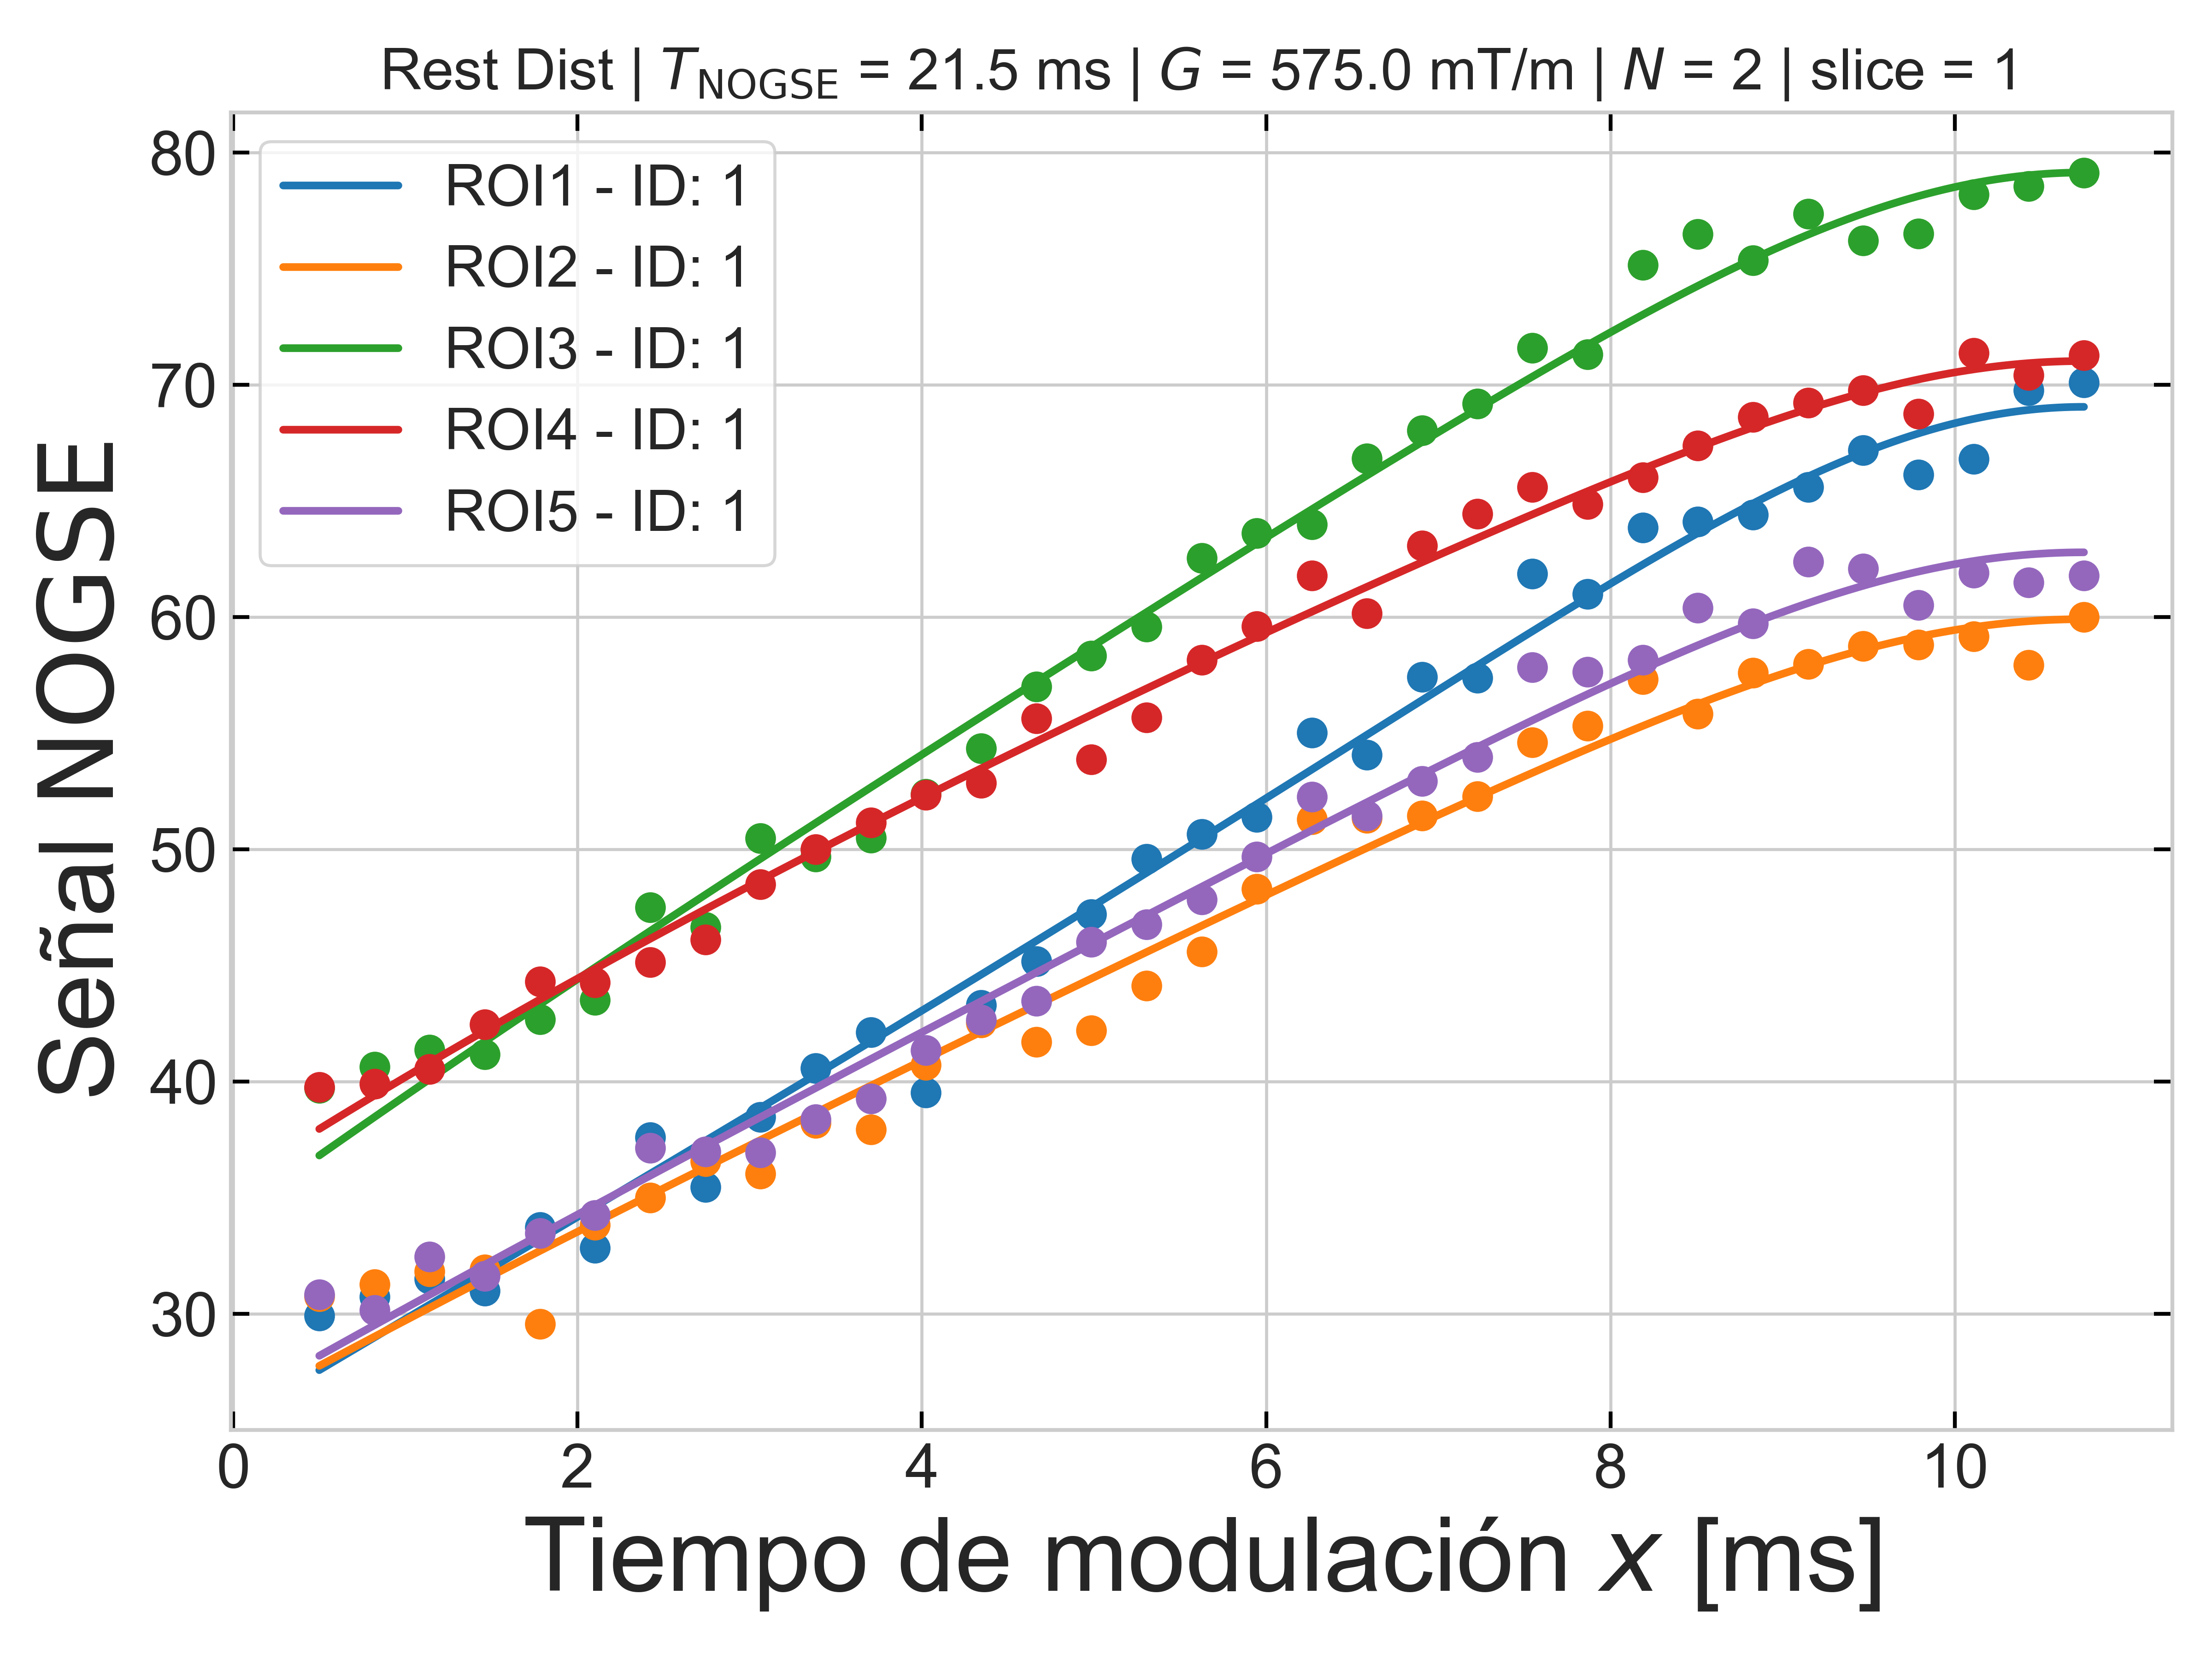 Rest Dist | T_NOGSE = 21.5 ms | G = 575.0 mT/m | N = 2 | slice = 1
80
70
60
50
40
30
Señal NOGSE
ROI1 - ID: 1
ROI2 - ID: 1
ROI3 - ID: 1
ROI4 - ID: 1
ROI5 - ID: 1
0 2 4 6 8 10
Tiempo de modulación x [ms]